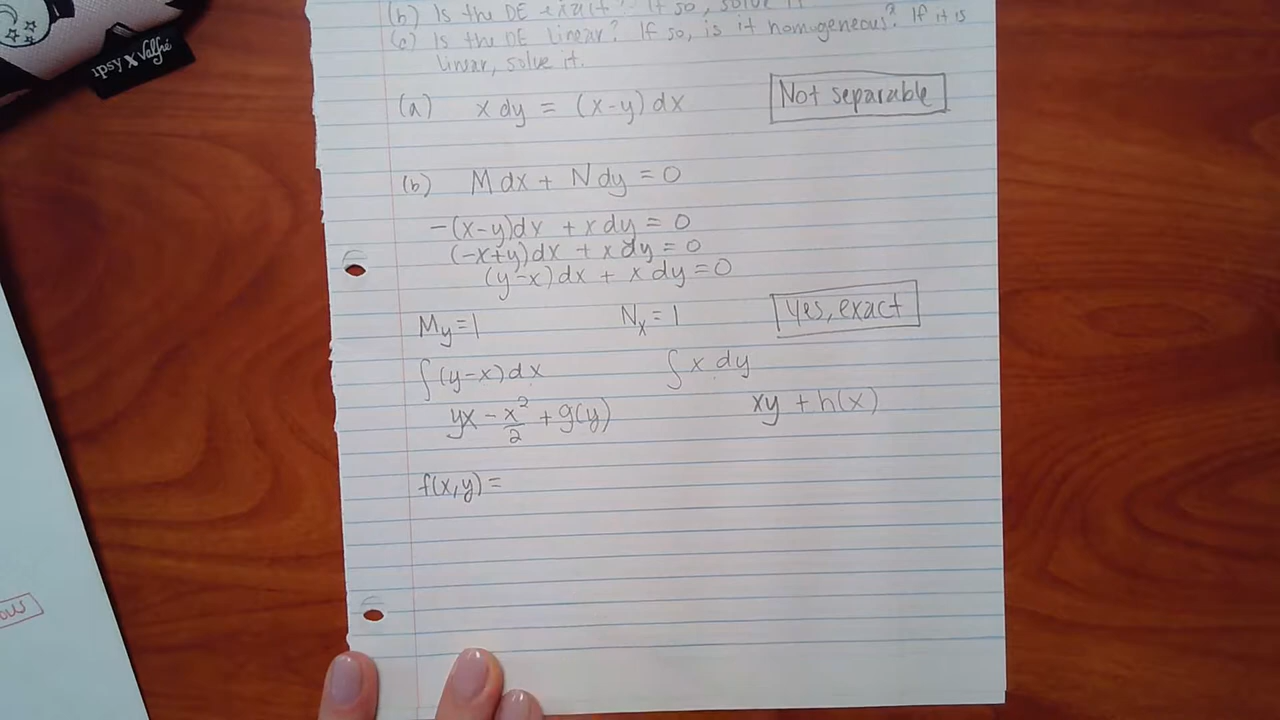 ipsy x Valfré
(b) Is the DE exact? If so, solve it
(c) Is the DE linear? If so, is it homogeneous? If it is
linear, solve it.
(a) x dy = (x-y) dx
Not separable
(b) M dx + N dy = 0
-(x-y)dx + x dy = 0
(-x+y)dx + x dy = 0
(y-x)dx + x dy = 0
My=1 Nx=1
Yes, exact
∫(y-x)dx ∫x dy
yx - x²/2 + g(y) xy + h(x)
f(x,y) =